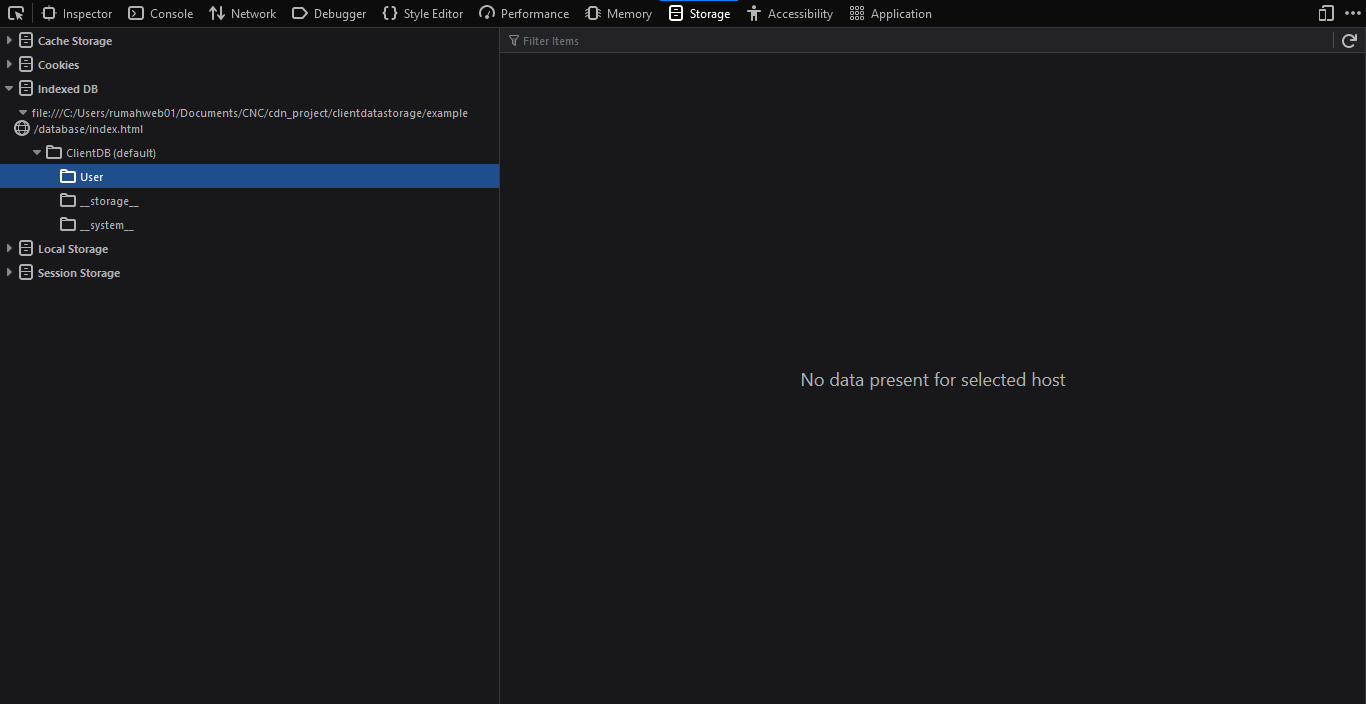 Inspector Console Network Debugger Style Editor Performance Memory Storage Accessibility Application
Cache Storage
Filter Items
Cookies
Indexed DB
file:///C:/Users/rumahweb01/Documents/CNC/cdn_project/clientdatastorage/example
/database/index.html
ClientDB (default)
User
__storage__
__system__
Local Storage
Session Storage
No data present for selected host